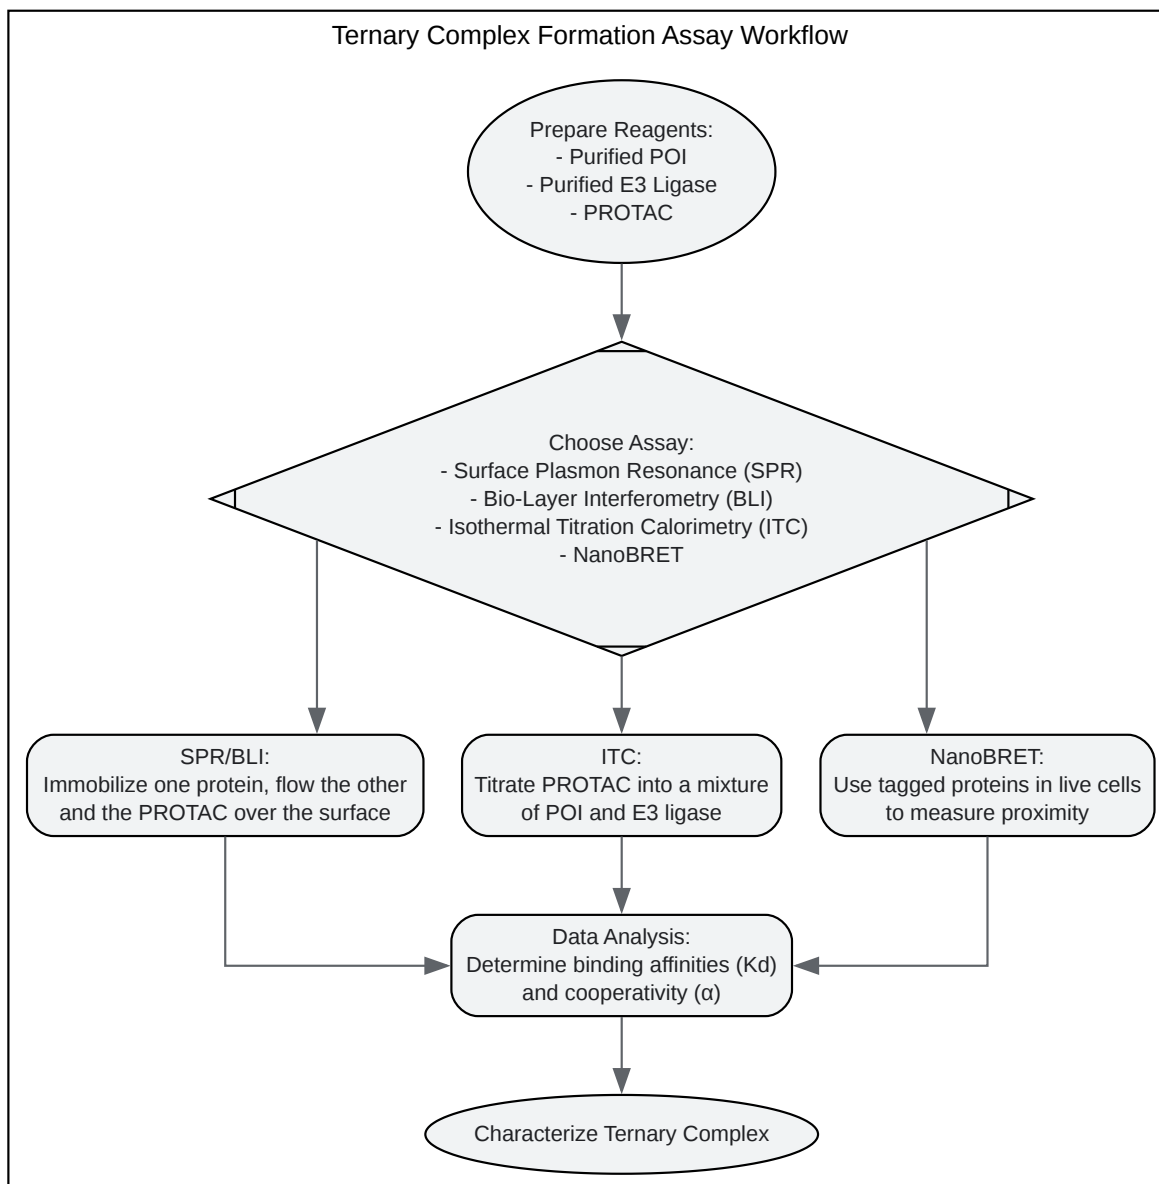 Ternary Complex Formation Assay Workflow
Prepare Reagents:
- Purified POI
- Purified E3 Ligase
- PROTAC
Choose Assay:
- Surface Plasmon Resonance (SPR)
- Bio-Layer Interferometry (BLI)
- Isothermal Titration Calorimetry (ITC)
- NanoBRET
SPR/BLI:
Immobilize one protein, flow the other
and the PROTAC over the surface
ITC:
Titrate PROTAC into a mixture
of POI and E3 ligase
NanoBRET:
Use tagged proteins in live cells
to measure proximity
Data Analysis:
Determine binding affinities (Kd)
and cooperativity (α)
Characterize Ternary Complex